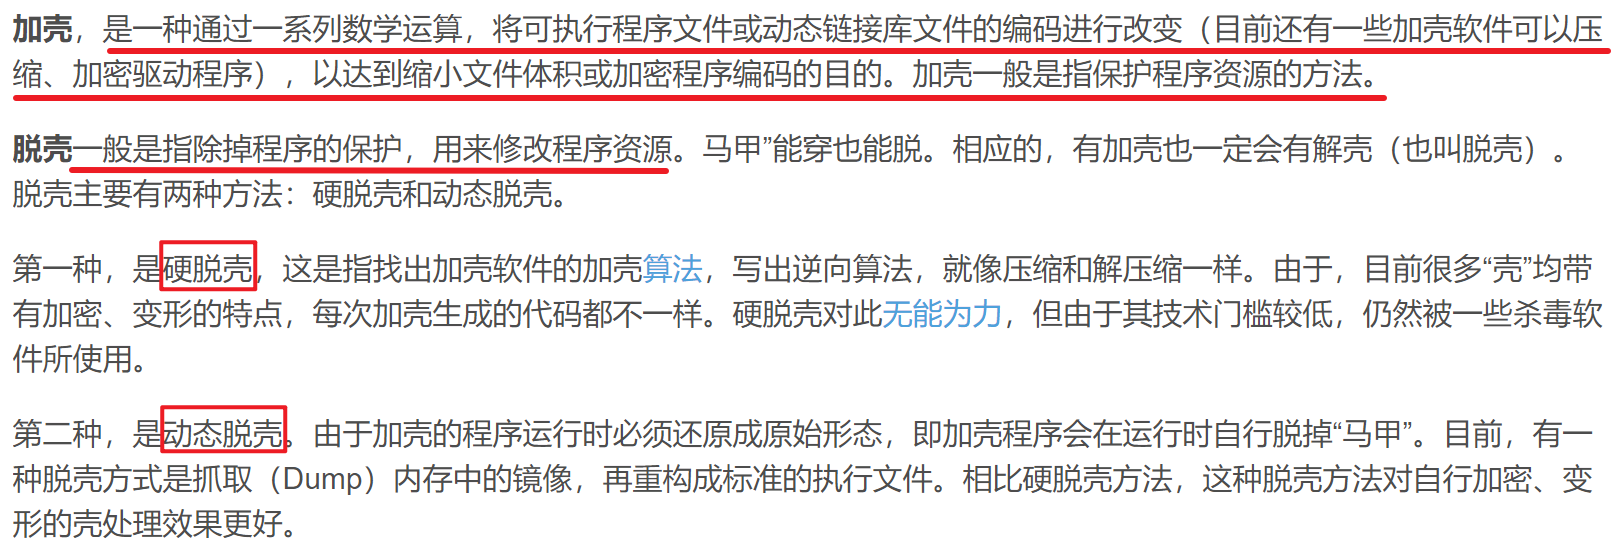 加壳，是一种通过一系列数学运算，将可执行程序文件或动态链接库文件的编码进行改变（目前还有一些加壳软件可以压
缩、加密驱动程序），以达到缩小文件体积或加密程序编码的目的。加壳一般是指保护程序资源的方法。
脱壳一般是指除掉程序的保护，用来修改程序资源。马甲”能穿也能脱。相应的，有加壳也一定会有解壳（也叫脱壳）。
脱壳主要有两种方法：硬脱壳和动态脱壳。
第一种，是硬脱壳，这是指找出加壳软件的加壳算法，写出逆向算法，就像压缩和解压缩一样。由于，目前很多“壳”均带
有加密、变形的特点，每次加壳生成的代码都不一样。硬脱壳对此无能为力，但由于其技术门槛较低，仍然被一些杀毒软
件所使用。
第二种，是动态脱壳。由于加壳的程序运行时必须还原成原始形态，即加壳程序会在运行时自行脱掉“马甲”。目前，有一
种脱壳方式是抓取（Dump）内存中的镜像，再重构成标准的执行文件。相比硬脱壳方法，这种脱壳方法对自行加密、变
形的壳处理效果更好。